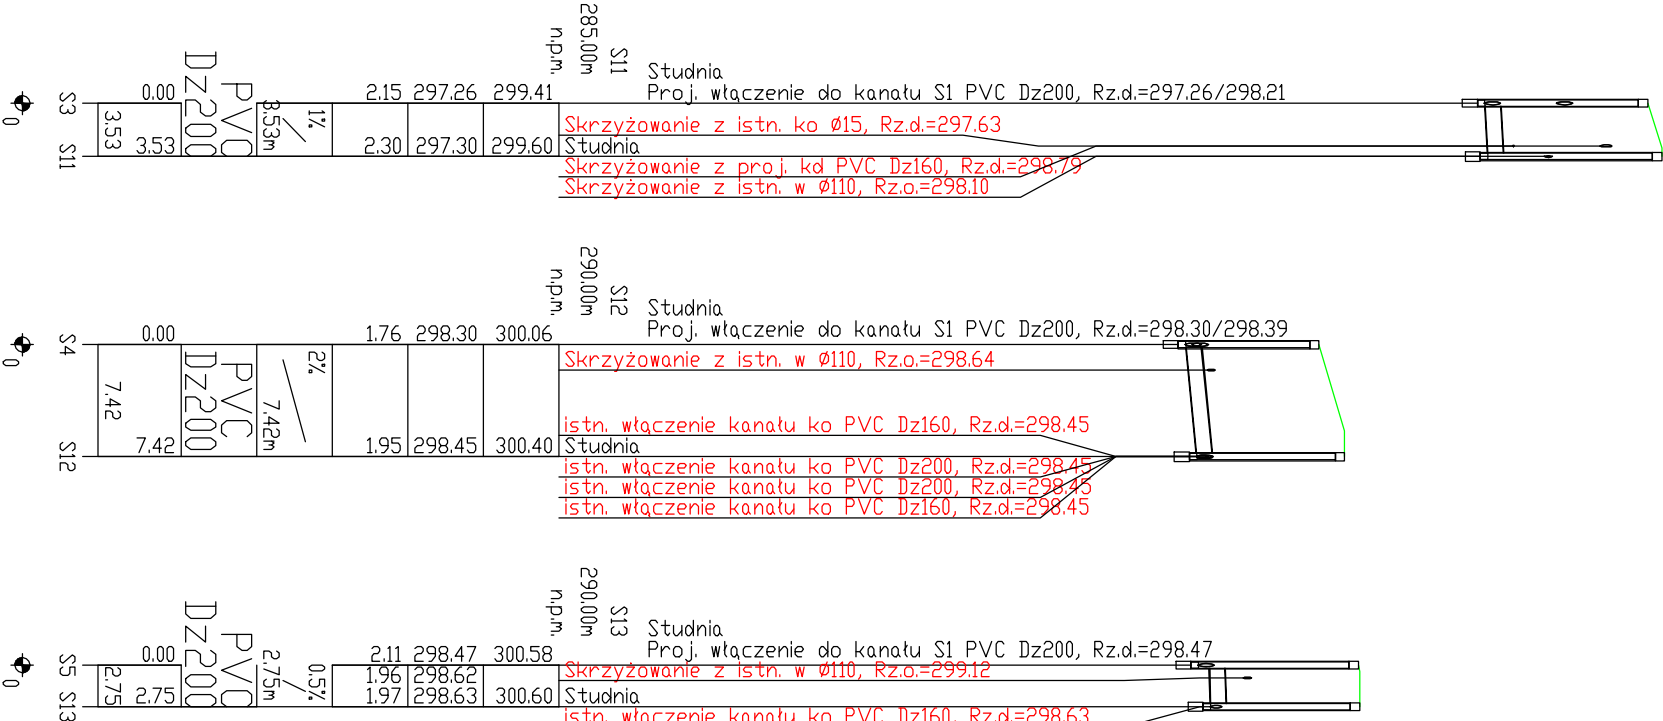 285.00m
n.p.m.
S11
Studnia
Proj. włączenie do kanału S1 PVC Dz200, Rz.d.=297.26/298.21
S3
0
0.00
3.53
PVC
Dz200
3.53m
1%
2.15 297.26 299.41
Skrzyżowanie z istn. ko Ø15, Rz.d.=297.63
S11
3.53
2.30 297.30 299.60
Studnia
Skrzyżowanie z proj. kd PVC Dz160, Rz.d.=298.79
Skrzyżowanie z istn. w Ø110, Rz.o.=298.10
290.00m
n.p.m.
S12
Studnia
Proj. włączenie do kanału S1 PVC Dz200, Rz.d.=298.30/298.39
S4
0
0.00
7.42
PVC
Dz200
7.42m
2%
1.76 298.30 300.06
Skrzyżowanie z istn. w Ø110, Rz.o.=298.64
istn. włączenie kanału ko PVC Dz160, Rz.d.=298.45
S12
7.42
1.95 298.45 300.40
Studnia
istn. włączenie kanału ko PVC Dz200, Rz.d.=298.45
istn. włączenie kanału ko PVC Dz200, Rz.d.=298.45
istn. włączenie kanału ko PVC Dz160, Rz.d.=298.45
290.00m
n.p.m.
S13
Studnia
Proj. włączenie do kanału S1 PVC Dz200, Rz.d.=298.47
S5
0
0.00
2.75
PVC
Dz200
2.75m
0.5%
2.11 298.47 300.58
Skrzyżowanie z istn. w Ø110, Rz.o.=299.12
1.96 298.62
S13
2.75
1.97 298.63 300.60
Studnia
istn. włączenie kanału ko PVC Dz160, Rz.d.=298.63